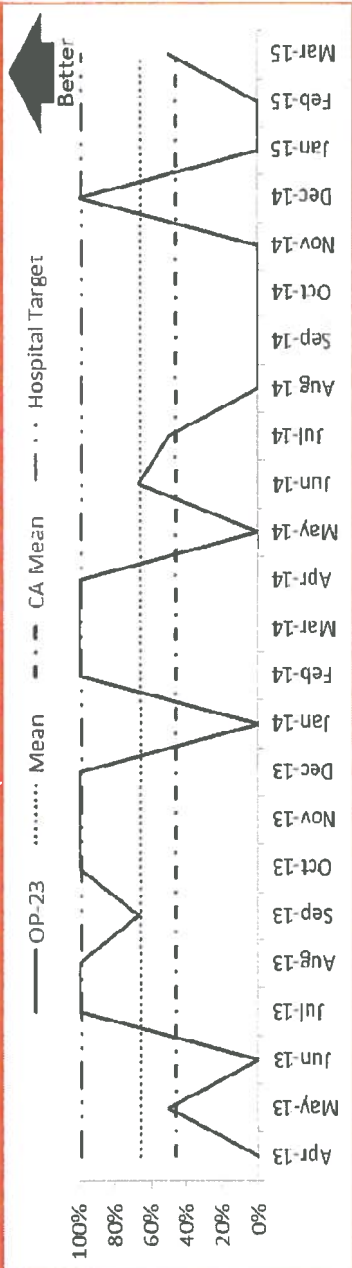 OP-23 Mean CA Mean Hospital Target
Better
100%
80%
60%
40%
20%
0%
Apr-13
May-13
Jun-13
Jul-13
Aug-13
Sep-13
Oct-13
Nov-13
Dec-13
Jan-14
Feb-14
Mar-14
Apr-14
May-14
Jun-14
Jul-14
Aug 14
Sep-14
Oct-14
Nov-14
Dec-14
Jan-15
Feb-15
Mar-15